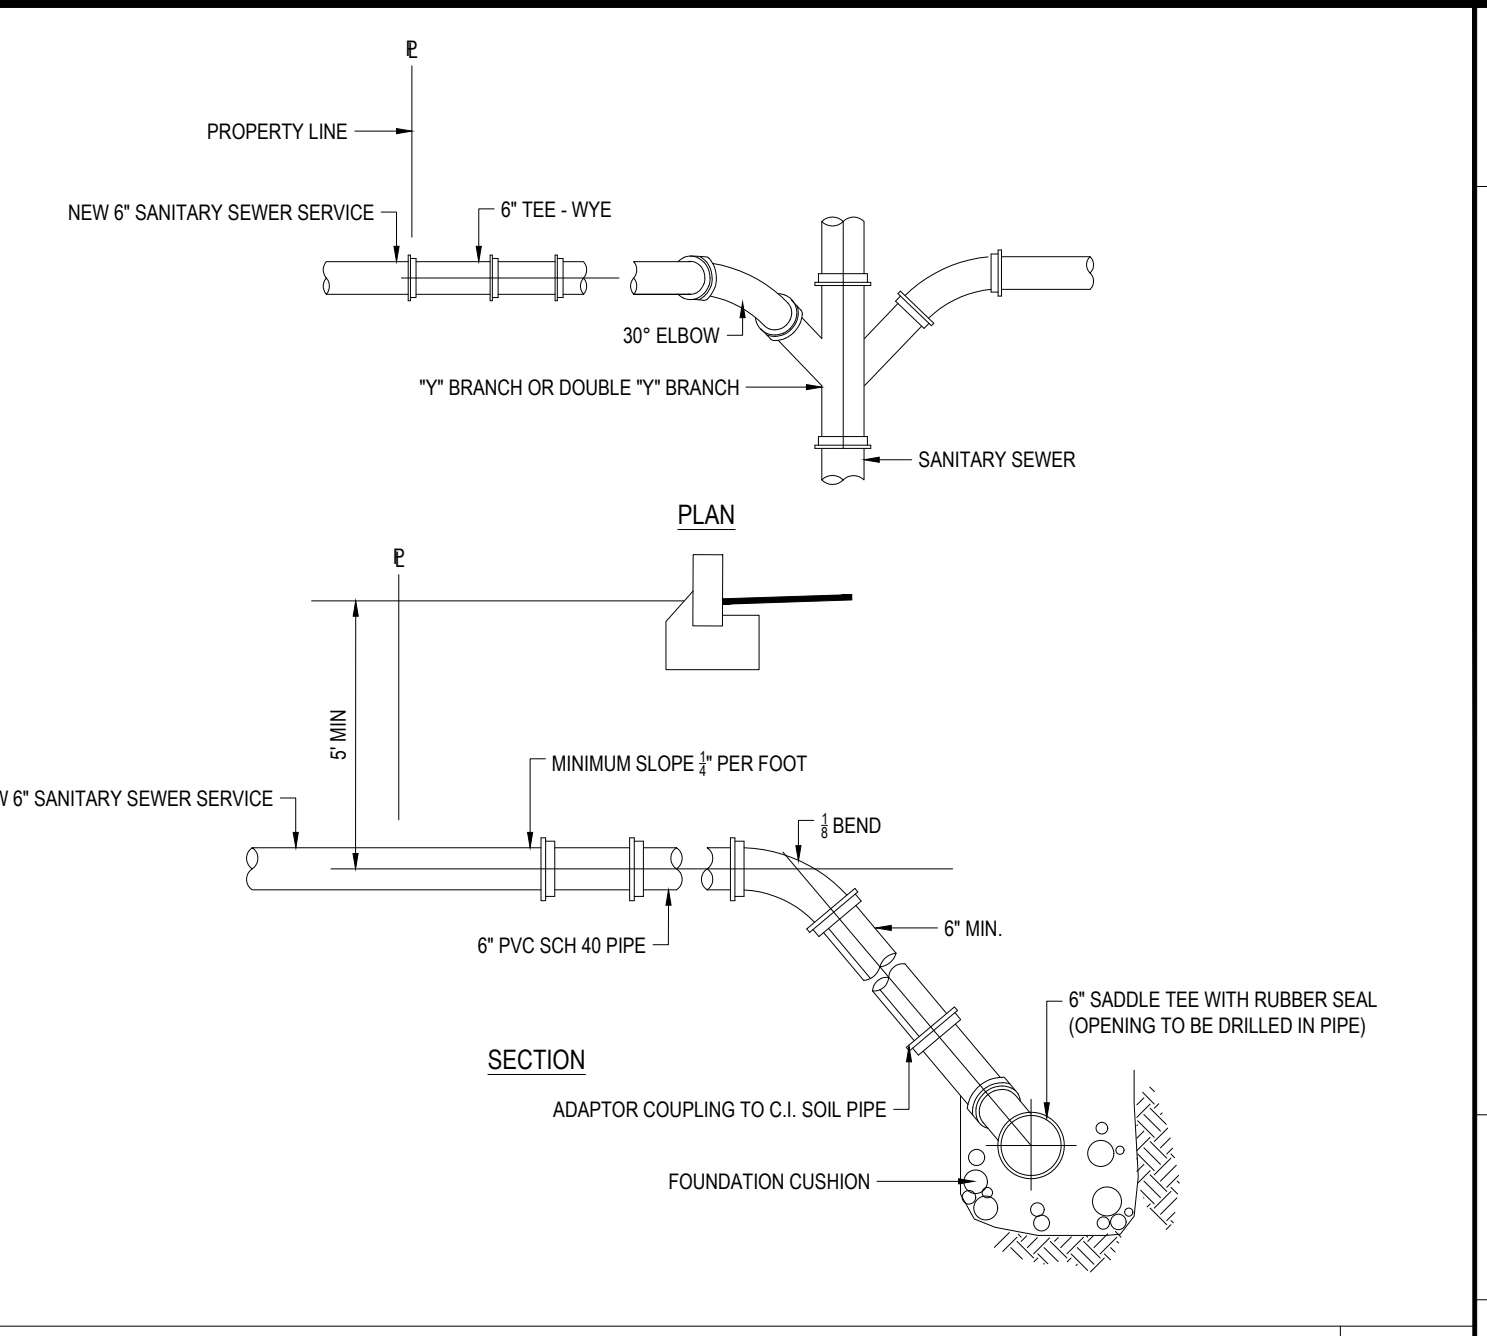 PL
PROPERTY LINE
NEW 6" SANITARY SEWER SERVICE
6" TEE - WYE
30° ELBOW
"Y" BRANCH OR DOUBLE "Y" BRANCH
SANITARY SEWER
PLAN
PL
5' MIN
MINIMUM SLOPE 1/4" PER FOOT
W 6" SANITARY SEWER SERVICE
1/8 BEND
6" PVC SCH 40 PIPE
6" MIN.
6" SADDLE TEE WITH RUBBER SEAL
(OPENING TO BE DRILLED IN PIPE)
SECTION
ADAPTOR COUPLING TO C.I. SOIL PIPE
FOUNDATION CUSHION